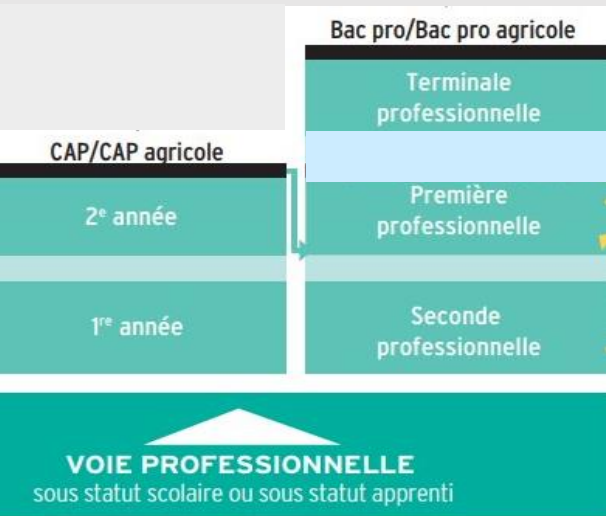 Bac pro/Bac pro agricole
Terminale
professionnelle
CAP/CAP agricole
2e année
Première
professionnelle
1re année
Seconde
professionnelle
VOIE PROFESSIONNELLE
sous statut scolaire ou sous statut apprenti